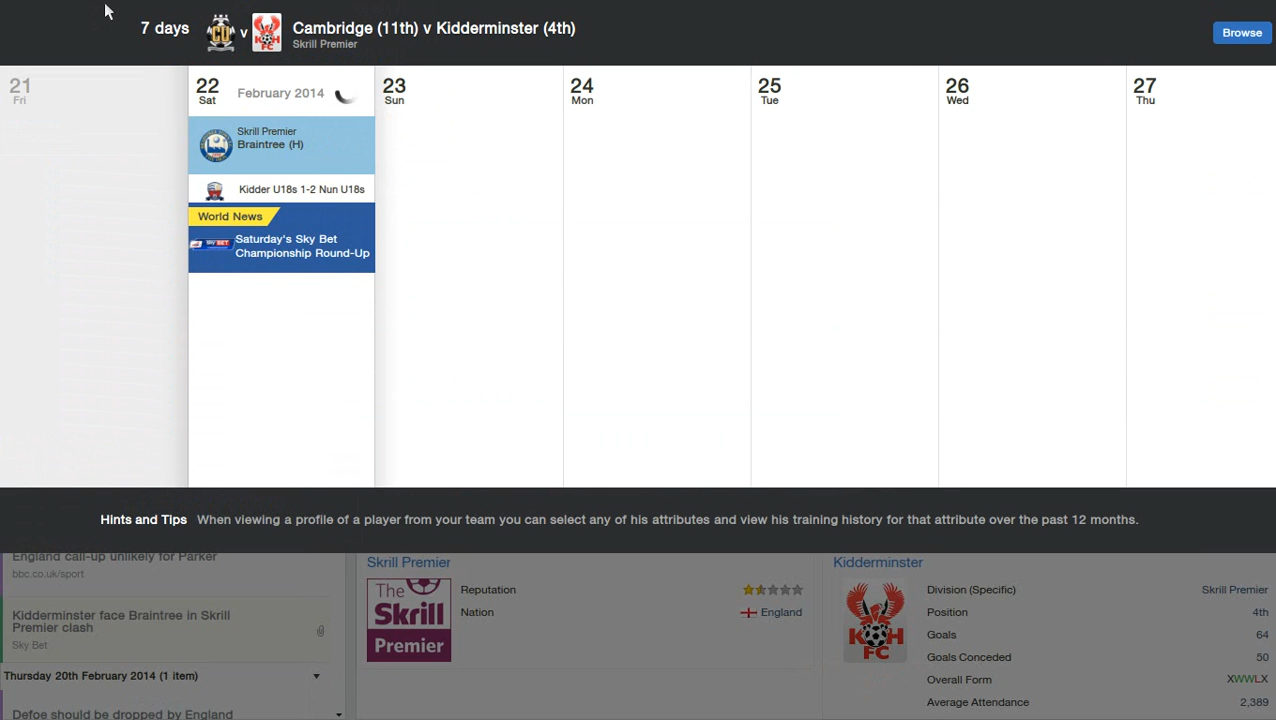 7 days
v
Cambridge (11th) v Kidderminster (4th)
Skrill Premier
Browse
21
Fri
22
Sat
February 2014
23
Sun
24
Mon
25
Tue
26
Wed
27
Thu
Skrill Premier
Braintree (H)
Kidder U18s 1-2 Nun U18s
World News
sky BET
Saturday's Sky Bet
Championship Round-Up
Hints and Tips When viewing a profile of a player from your team you can select any of his attributes and view his training history for that attribute over the past 12 months.
England call-up unlikely for Parker
bbc.co.uk/sport
Kidderminster face Braintree in Skrill
Premier clash
Sky Bet
Thursday 20th February 2014 (1 item)
Defoe should be dropped by England
Skrill Premier
The
Skrill
Premier
Reputation
Nation
England
Kidderminster
KH
FC
Division (Specific) Skrill Premier
Position 4th
Goals 64
Goals Conceded 50
Overall Form XWWLX
Average Attendance 2,389